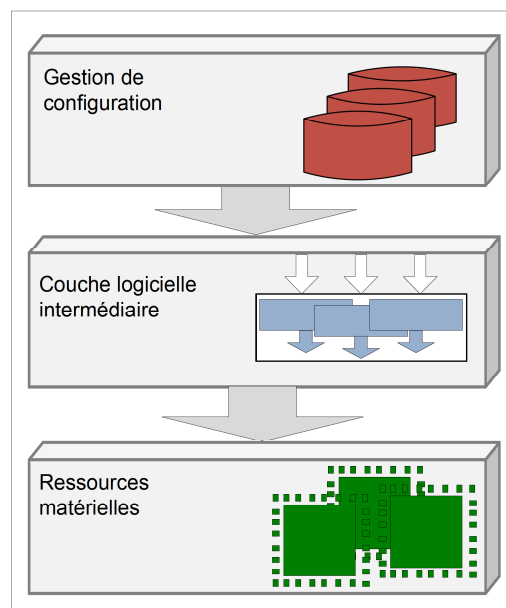 Gestion de
configuration
Couche logicielle
intermédiaire
Ressources
matérielles